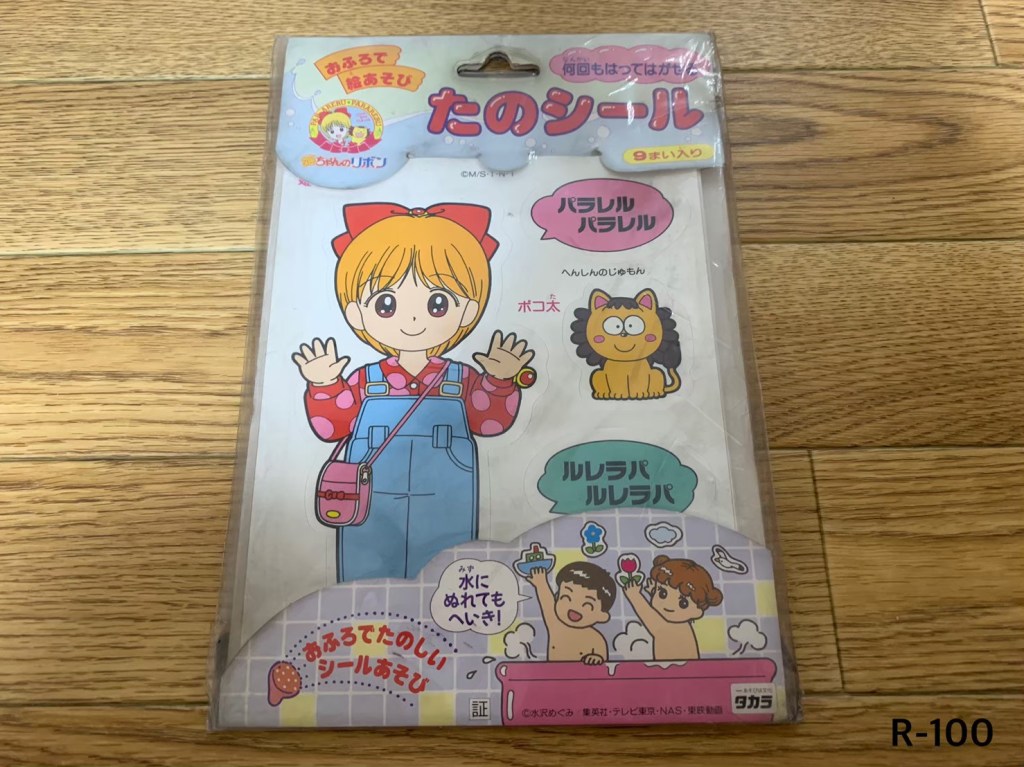 おふろで
絵あそび
何回もはってはがせる
なんかい
たのシール
9まい入り
ちゃんのリボン
©M/S・T・N・T
パラレル
パラレル
へんしんのじゅもん
た
ポコ太
ルレラパ
ルレラパ
みず
水に
ぬれても
へいき!
おふろでたのしい
シールあそび
証
タカラ
©水沢めぐみ/集英社・テレビ東京・NAS・東映動画
R-100